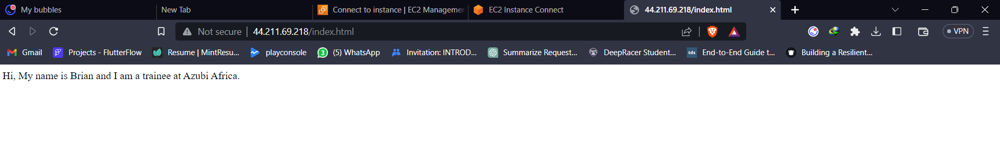 My bubbles
New Tab
Connect to instance | EC2 Managemen
EC2 Instance Connect
44.211.69.218/index.html
Not secure
44.211.69.218/index.html
VPN
Gmail
Projects - FlutterFlow
Resume | MintResu...
playconsole
3
(5) WhatsApp
Invitation: INTROD...
Summarize Request...
DeepRacer Student...
tds
End-to-End Guide t...
Building a Resilient...
Hi, My name is Brian and I am a trainee at Azubi Africa.